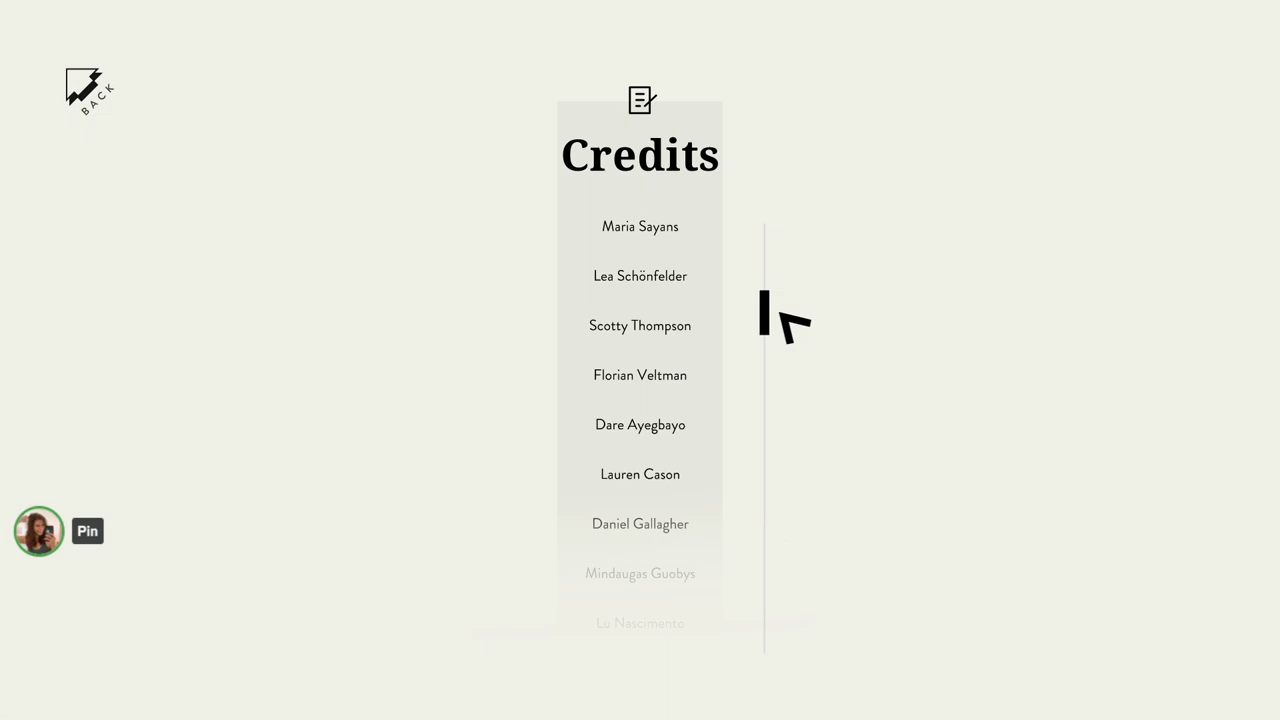 BACK
Credits
Maria Sayans
Lea Schönfelder
Scotty Thompson
Florian Veltman
Dare Ayegbayo
Lauren Cason
Daniel Gallagher
Pin
Mindaugas Guobys
Lu Nascimento